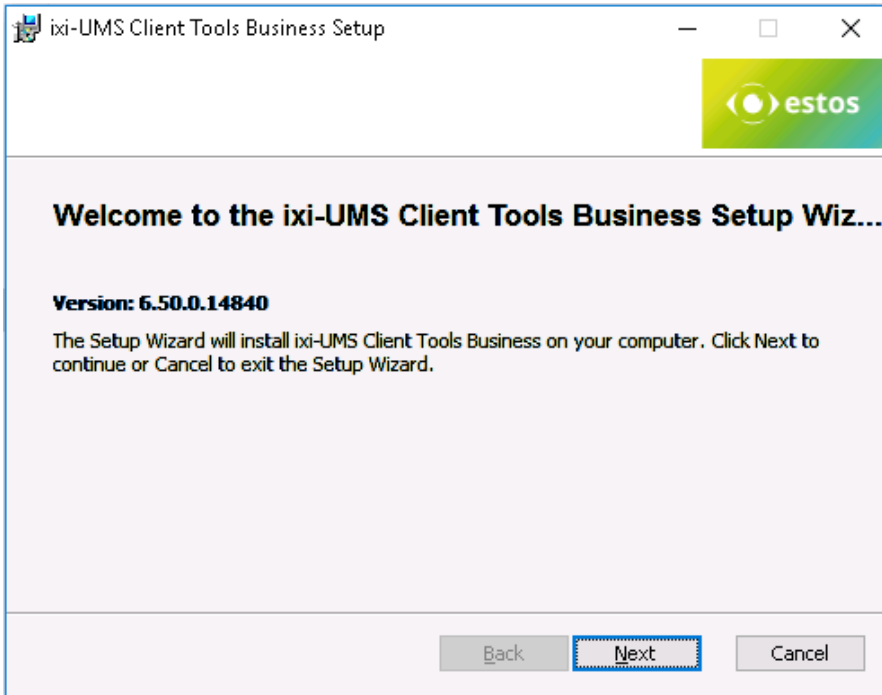 ixi-UMS Client Tools Business Setup
estos
Welcome to the ixi-UMS Client Tools Business Setup Wiz...
Version: 6.50.0.14840
The Setup Wizard will install ixi-UMS Client Tools Business on your computer. Click Next to
continue or Cancel to exit the Setup Wizard.
Back Next Cancel